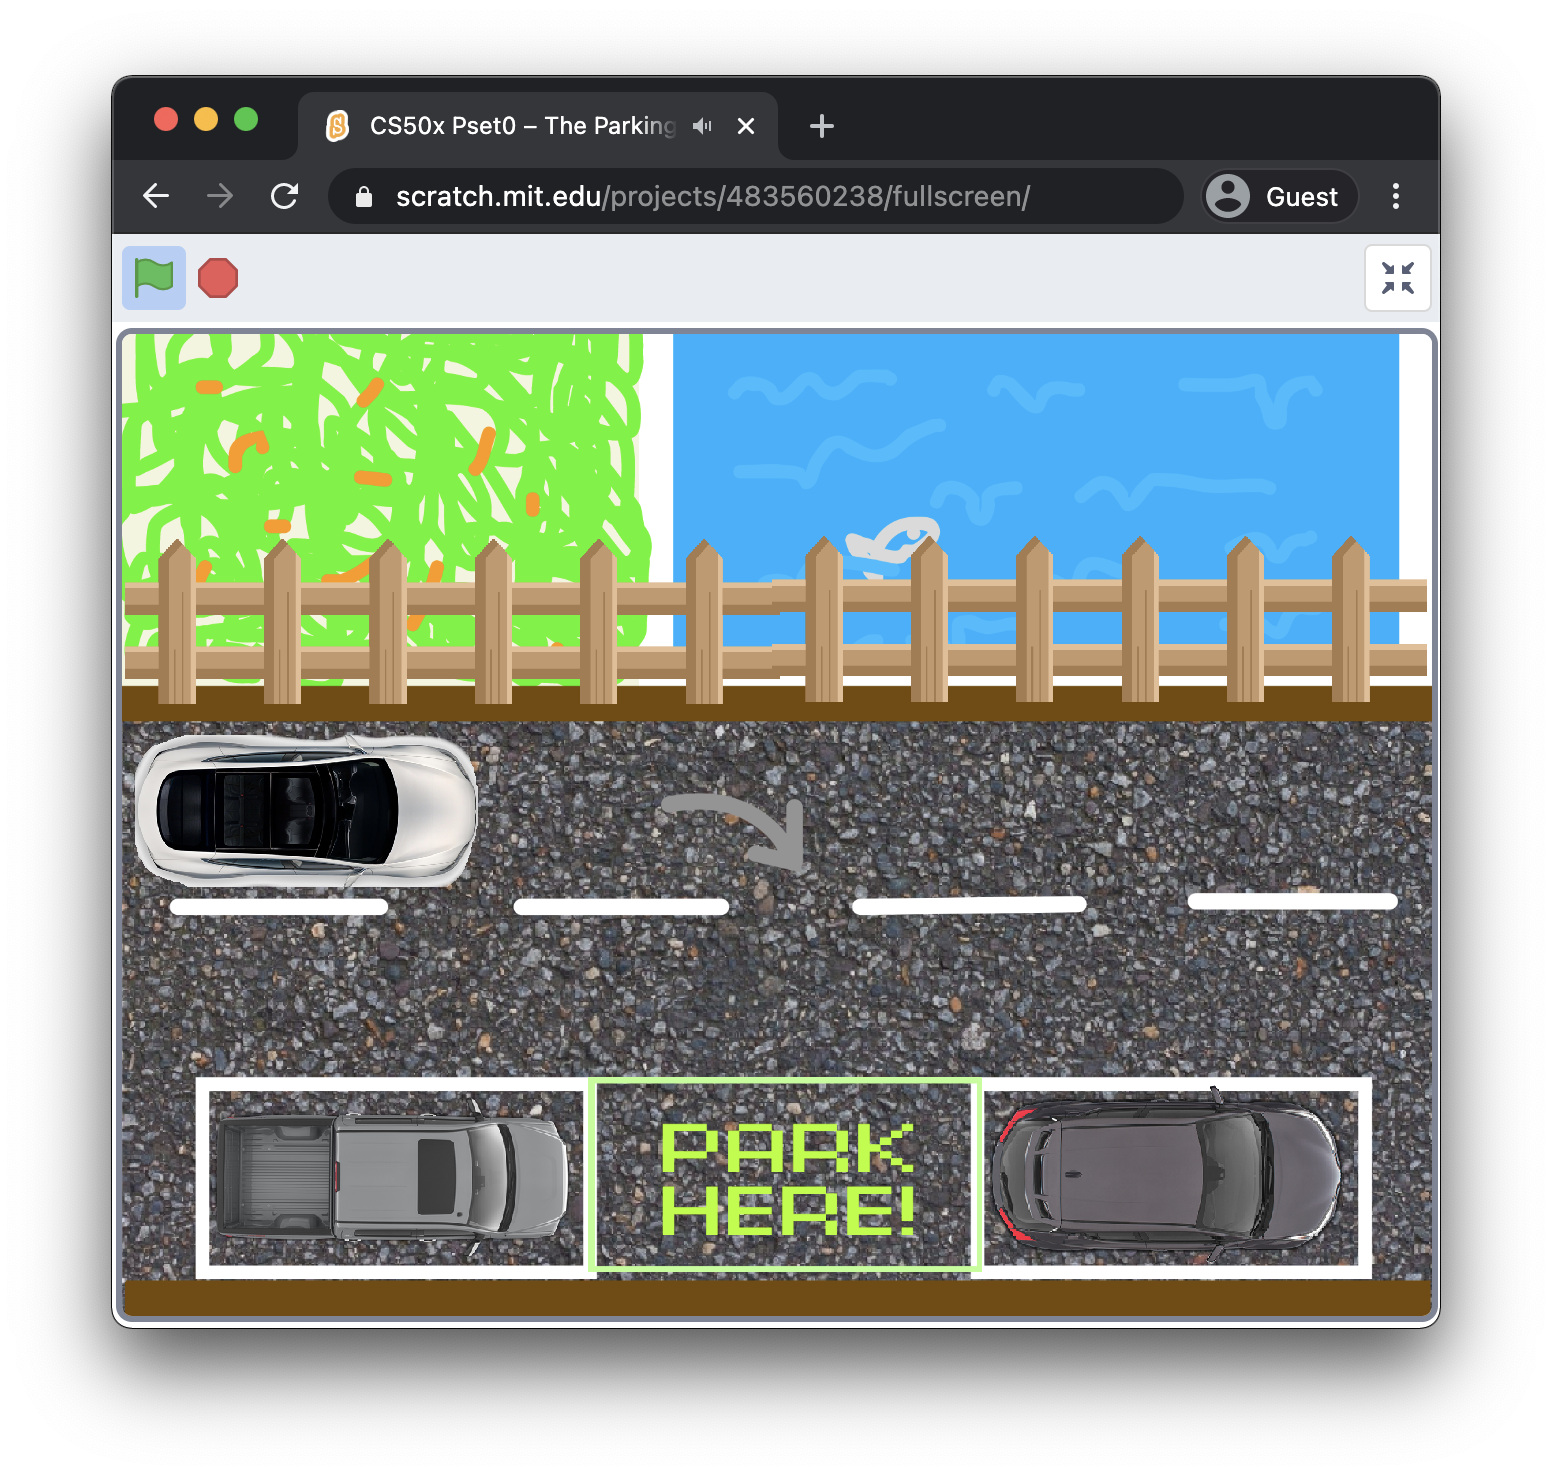 CS50x Pset0 – The Parking
scratch.mit.edu/projects/483560238/fullscreen/
Guest
PARK
HERE!